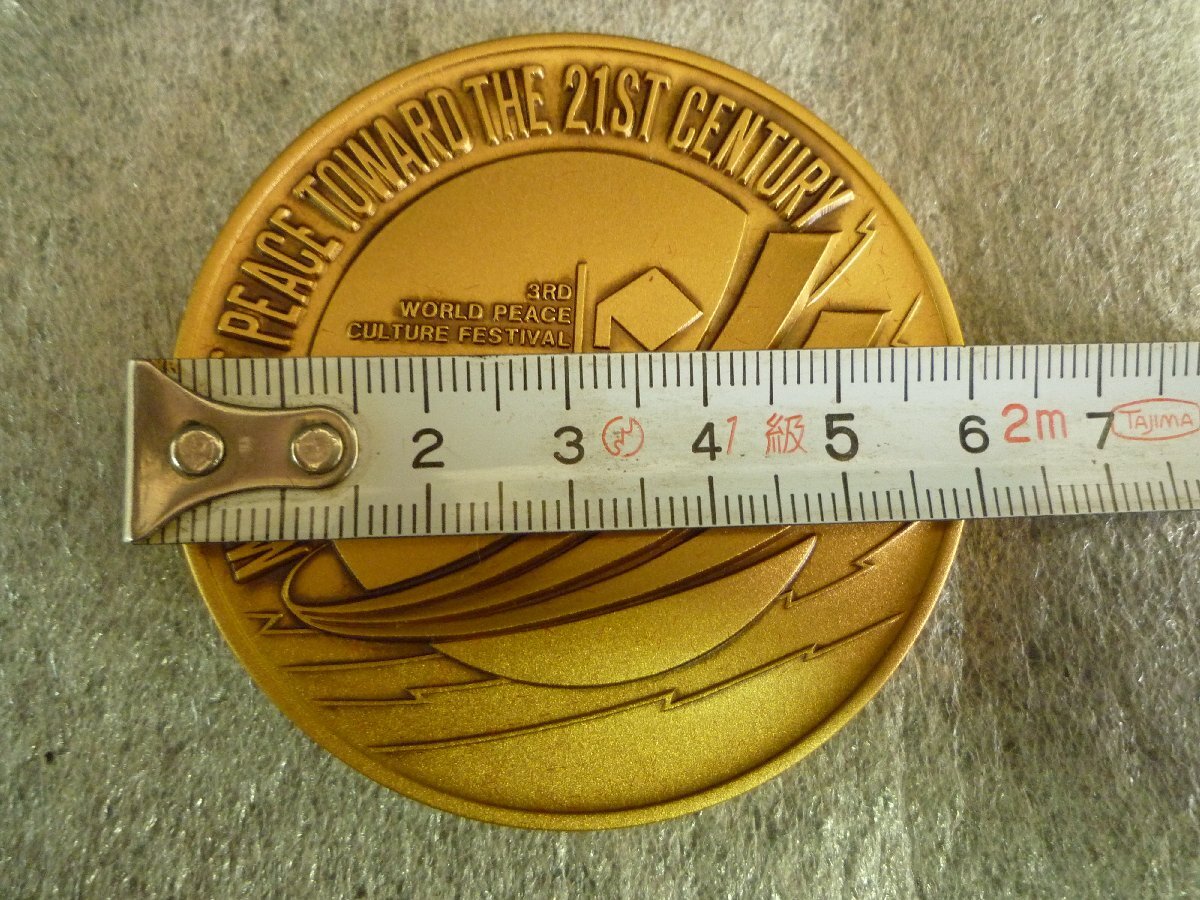 PEACE TOWARD THE 21ST CENTURY
3RD
WORLD PEACE
CULTURE FESTIVAL
2 3 4 1級 5 6 2m 7 TAJIMA
W